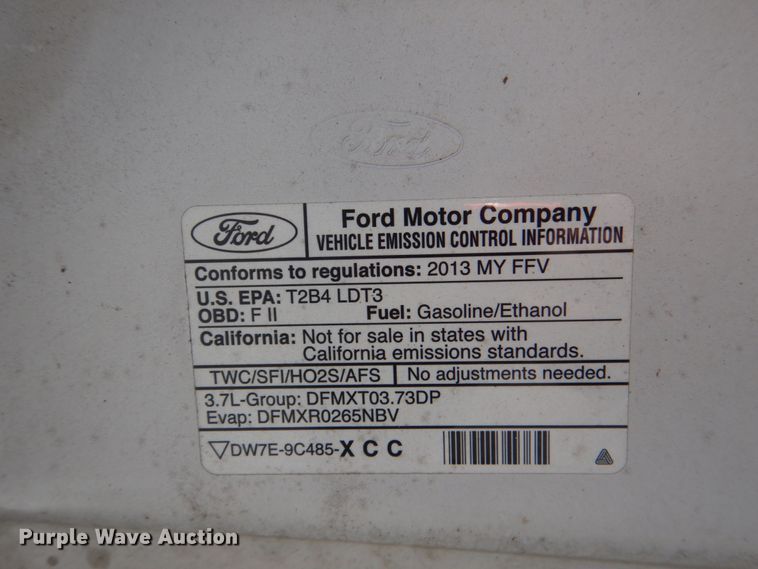 Ford
Ford
Ford Motor Company
VEHICLE EMISSION CONTROL INFORMATION
Conforms to regulations: 2013 MY FFV
U.S. EPA: T2B4 LDT3
OBD: F II Fuel: Gasoline/Ethanol
California: Not for sale in states with
California emissions standards.
TWC/SFI/HO2S/AFS No adjustments needed.
3.7L-Group: DFMXT03.73DP
Evap: DFMXR0265NBV
DW7E-9C485-X C C
Purple Wave Auction